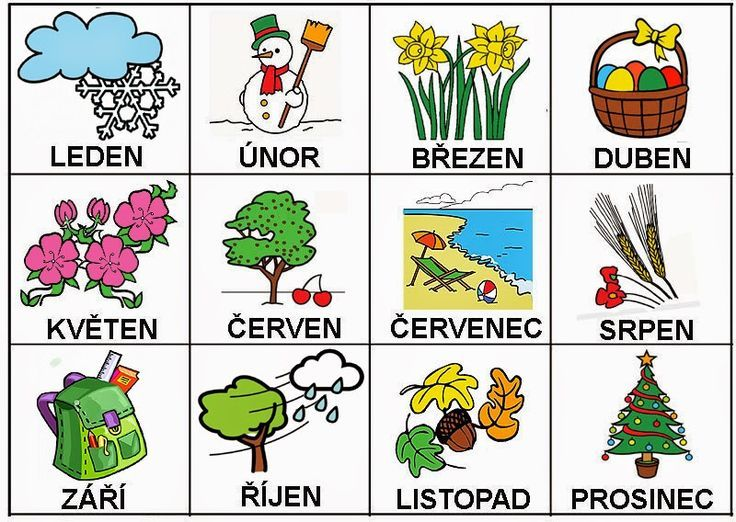 LEDEN
ÚNOR
BŘEZEN
DUBEN
KVĚTEN
ČERVEN
ČERVENEC
SRPEN
ZÁŘÍ
ŘÍJEN
LISTOPAD
PROSINEC